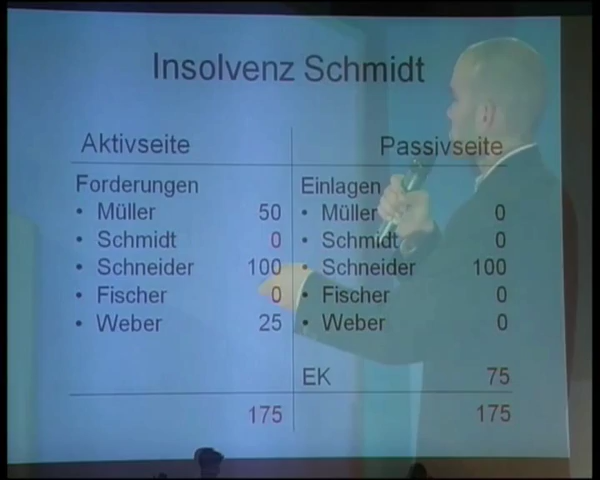 Insolvenz Schmidt
Aktivseite Passivseite
Forderungen Einlagen
• Müller 50 • Müller 0
• Schmidt 0 • Schmidt 0
• Schneider 100 • Schneider 100
• Fischer 0 • Fischer 0
• Weber 25 • Weber 0
EK 75
175 175